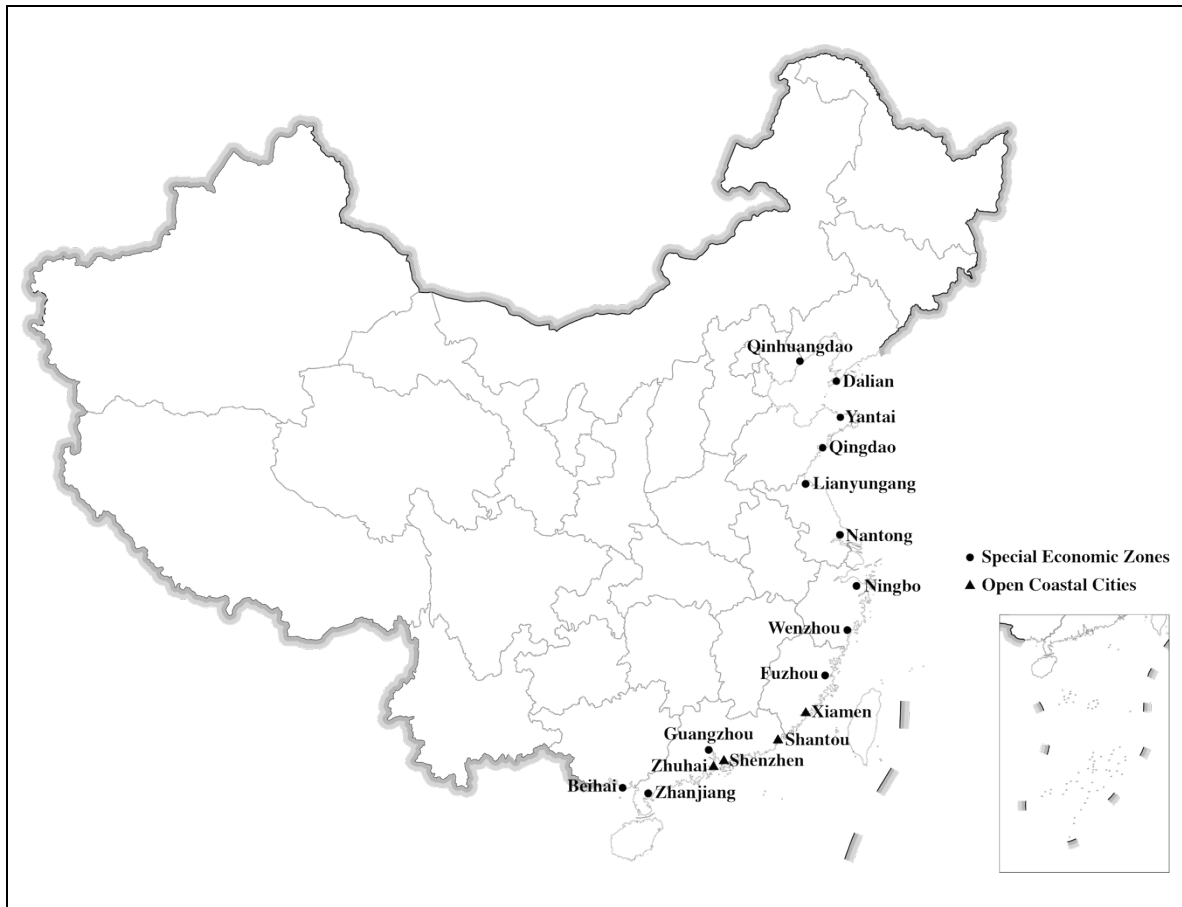 Qinhuangdao
Dalian
Yantai
Qingdao
Lianyungang
Nantong
Special Economic Zones
Open Coastal Cities
Ningbo
Wenzhou
Fuzhou
Xiamen
Guangzhou
Shantou
Shenzhen
Zhuhai
Beihai
Zhanjiang